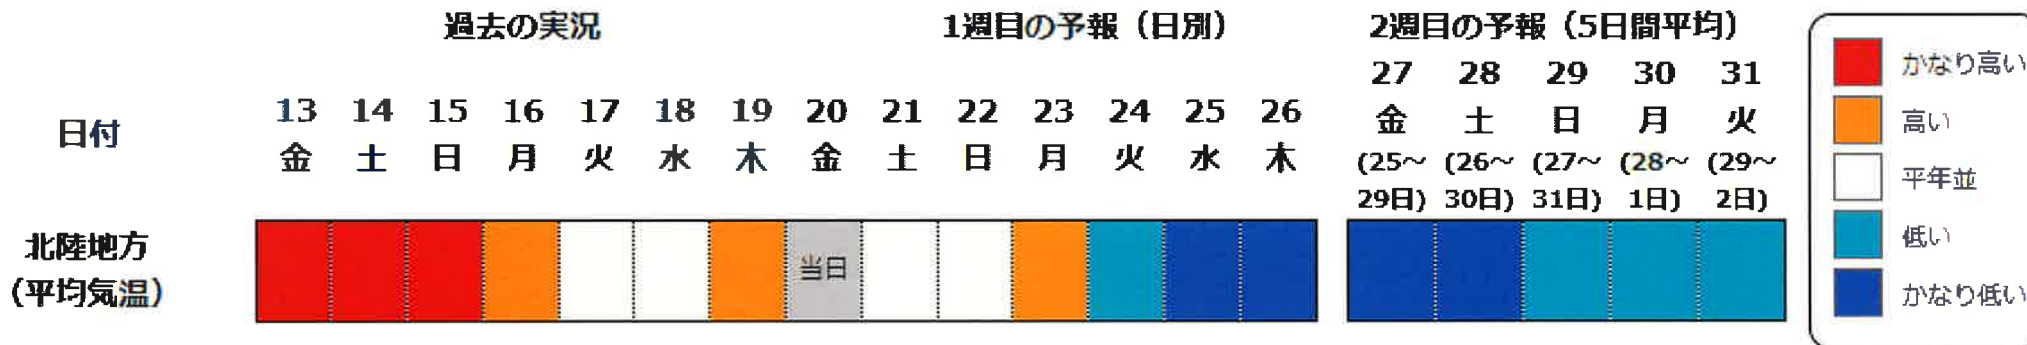 過去の実況
1週目の予報（日別）
2週目の予報（5日間平均）
日付
13 14 15 16 17 18 19 20 21 22 23 24 25 26
金 土 日 月 火 水 木 金 土 日 月 火 水 木
27 28 29 30 31
金 土 日 月 火
(25～ (26～ (27～ (28～ (29～
29日) 30日) 31日) 1日) 2日)
北陸地方
（平均気温）
当日
かなり高い
高い
平年並
低い
かなり低い